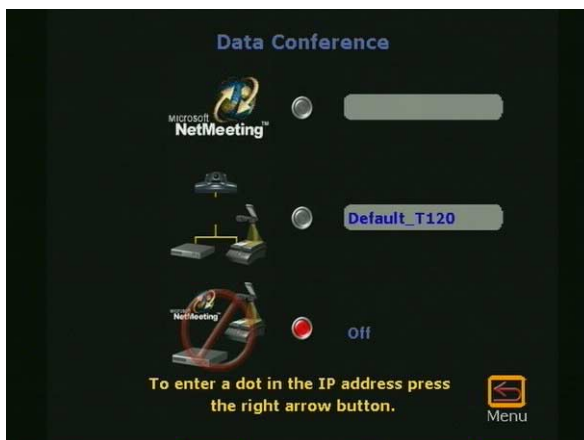 Data Conference
Microsoft
NetMeeting™
Default_T120
NetMeeting
Off
To enter a dot in the IP address press
the right arrow button.
Menu